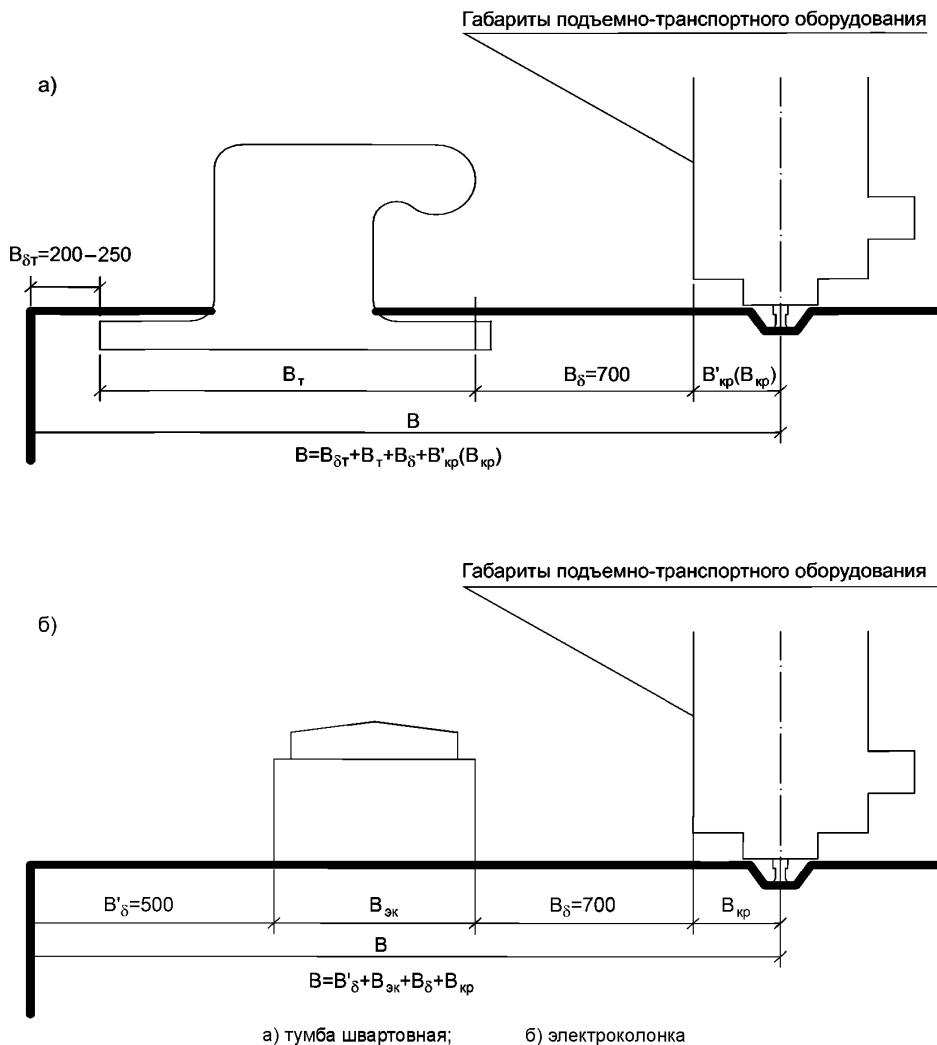 Габариты подъемно-транспортного оборудования
а)
Bδт=200–250
Bт
Bδ=700
B'кр(Bкр)
B
B=Bδт+Bт+Bδ+B'кр(Bкр)
Габариты подъемно-транспортного оборудования
б)
B'δ=500
Bэк
Bδ=700
Bкр
B
B=B'δ+Bэк+Bδ+Bкр
а) тумба швартовная; б) электроколонка